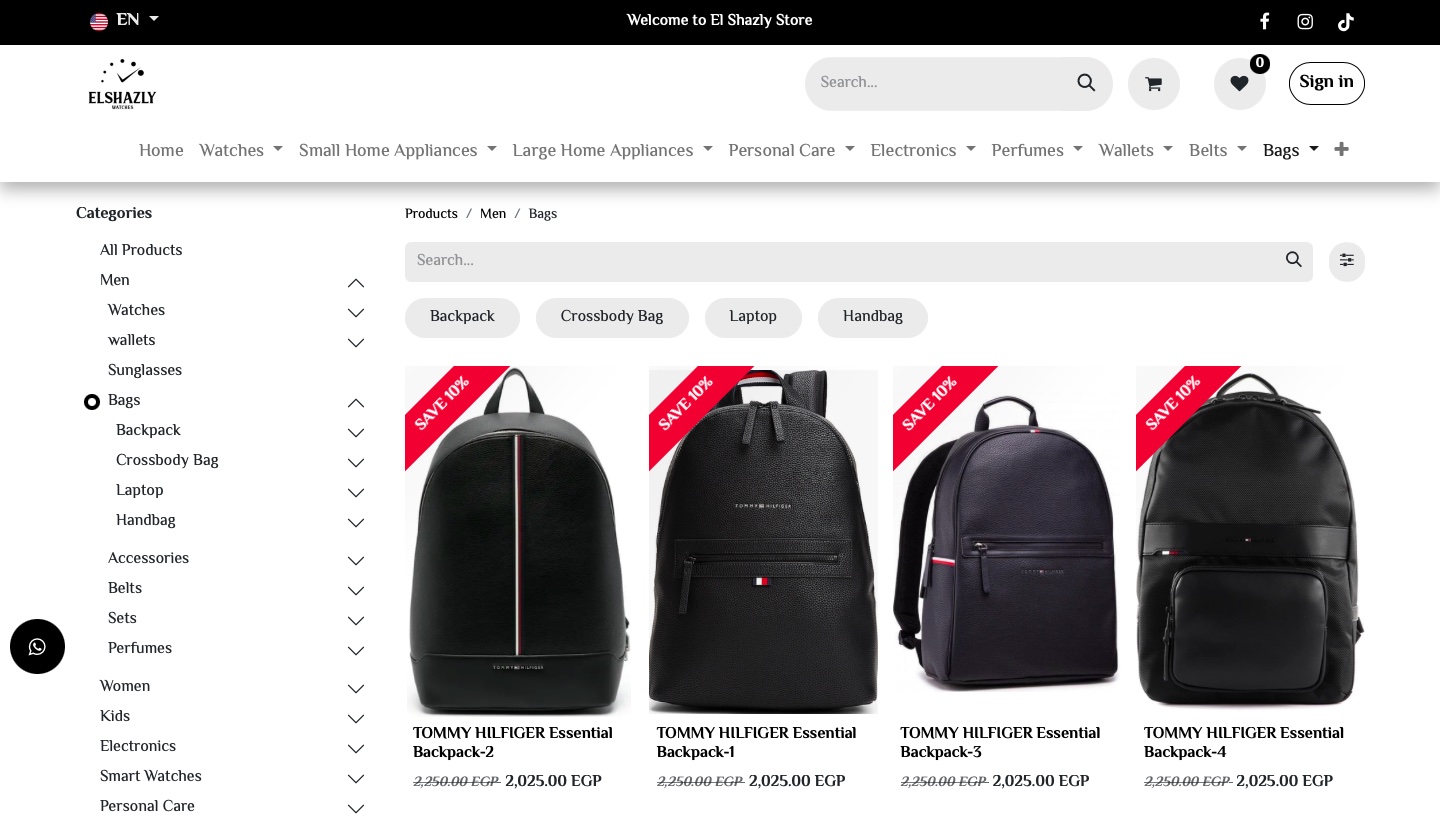 EN
Welcome to El Shazly Store
ELSHAZLY
WATCHES
Search...
0
Sign in
Home Watches Small Home Appliances Large Home Appliances Personal Care Electronics Perfumes Wallets Belts Bags
Categories
All Products
Men
Watches
wallets
Sunglasses
Bags
Backpack
Crossbody Bag
Laptop
Handbag
Accessories
Belts
Sets
Perfumes
Women
Kids
Electronics
Smart Watches
Personal Care
Products / Men / Bags
Search...
Backpack Crossbody Bag Laptop Handbag
SAVE 10%
TOMMY HILFIGER
TOMMY HILFIGER Essential
Backpack-2
2,250.00 EGP 2,025.00 EGP
SAVE 10%
TOMMY HILFIGER
TOMMY HILFIGER Essential
Backpack-1
2,250.00 EGP 2,025.00 EGP
SAVE 10%
TOMMY HILFIGER
TOMMY HILFIGER Essential
Backpack-3
2,250.00 EGP 2,025.00 EGP
SAVE 10%
TOMMY HILFIGER Essential
Backpack-4
2,250.00 EGP 2,025.00 EGP